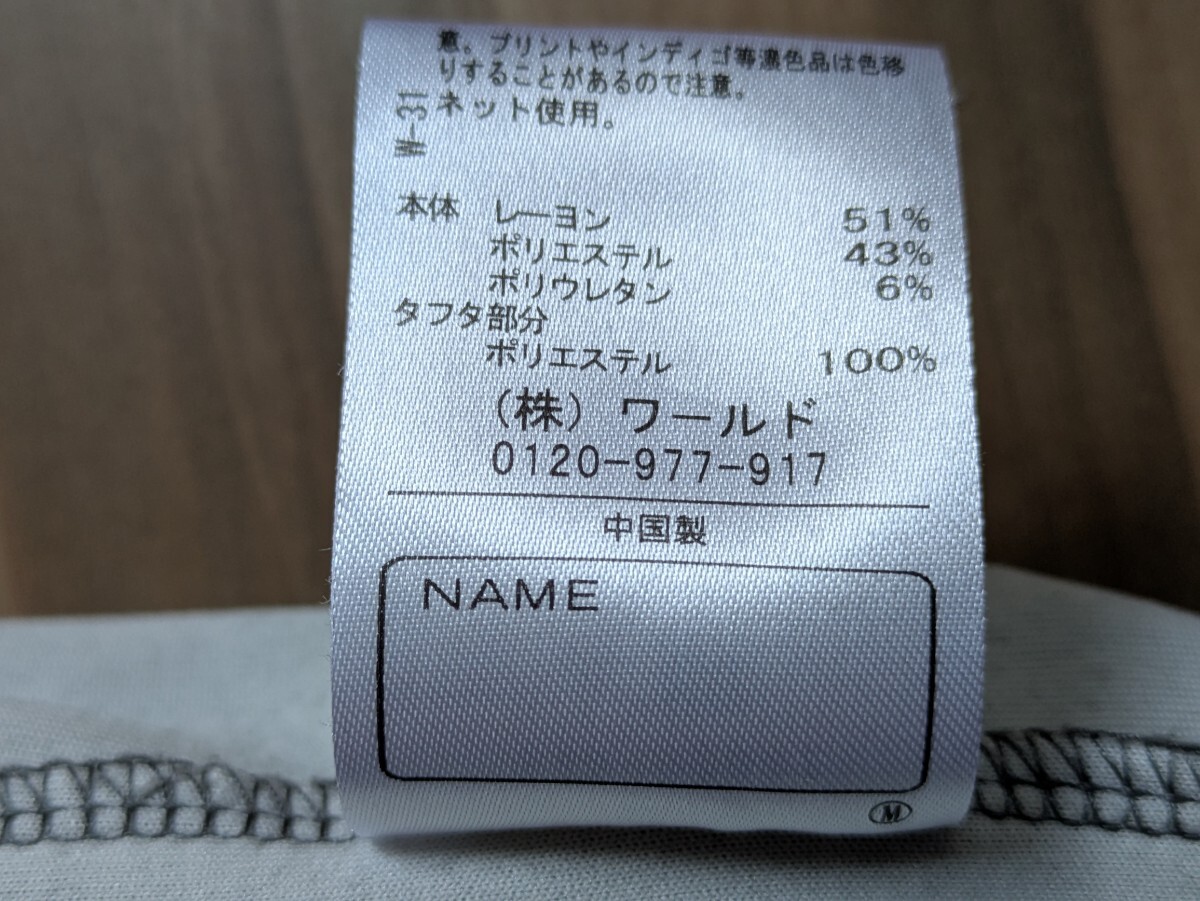 意。プリントやインディゴ等濃色品は色移
りすることがあるので注意。
ネット使用。
W-31
本体 レーヨン 51%
ポリエステル 43%
ポリウレタン 6%
タフタ部分
ポリエステル 100%
(株) ワールド
0120-977-917
中国製
NAME
M